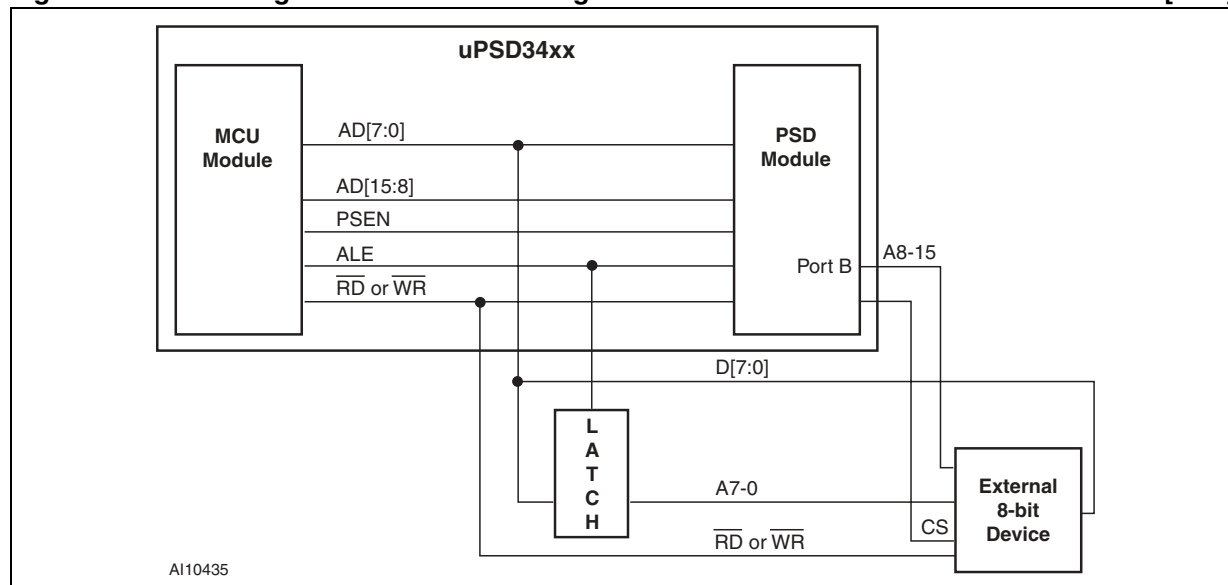 uPSD34xx
MCU
Module
AD[7:0]
AD[15:8]
PSEN
ALE
RD or WR
PSD
Module
Port B
A8-15
D[7:0]
L
A
T
C
H
A7-0
RD or WR
CS
External
8-bit
Device
AI10435